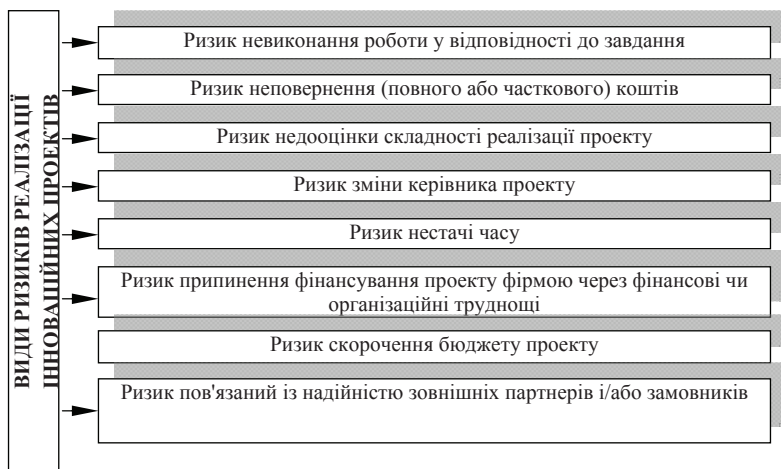 ВИДИ РИЗИКІВ РЕАЛІЗАЦІЇ
ІННОВАЦІЙНИХ ПРОЕКТІВ
Ризик невиконання роботи у відповідності до завдання
Ризик неповернення (повного або часткового) коштів
Ризик недооцінки складності реалізації проекту
Ризик зміни керівника проекту
Ризик нестачі часу
Ризик припинення фінансування проекту фірмою через фінансові чи
організаційні труднощі
Ризик скорочення бюджету проекту
Ризик пов'язаний із надійністю зовнішніх партнерів і/або замовників